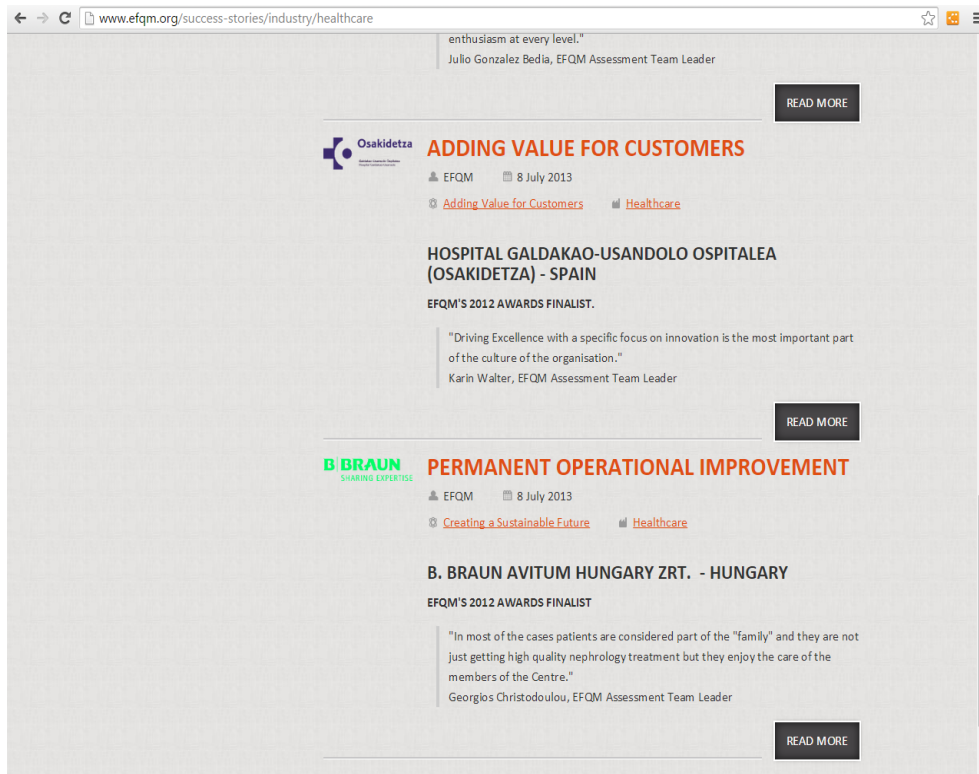 www.efqm.org/success-stories/industry/healthcare
enthusiasm at every level."
Julio Gonzalez Bedia, EFQM Assessment Team Leader
READ MORE
Osakidetza
ADDING VALUE FOR CUSTOMERS
EFQM 8 July 2013
Adding Value for Customers Healthcare
HOSPITAL GALDAKAO-USANDOLO OSPITALEA
(OSAKIDETZA) - SPAIN
EFQM'S 2012 AWARDS FINALIST.
"Driving Excellence with a specific focus on innovation is the most important part
of the culture of the organisation."
Karin Walter, EFQM Assessment Team Leader
READ MORE
B BRAUN
SHARING EXPERTISE
PERMANENT OPERATIONAL IMPROVEMENT
EFQM 8 July 2013
Creating a Sustainable Future Healthcare
B. BRAUN AVITUM HUNGARY ZRT. - HUNGARY
EFQM'S 2012 AWARDS FINALIST
"In most of the cases patients are considered part of the "family" and they are not
just getting high quality nephrology treatment but they enjoy the care of the
members of the Centre."
Georgios Christodoulou, EFQM Assessment Team Leader
READ MORE